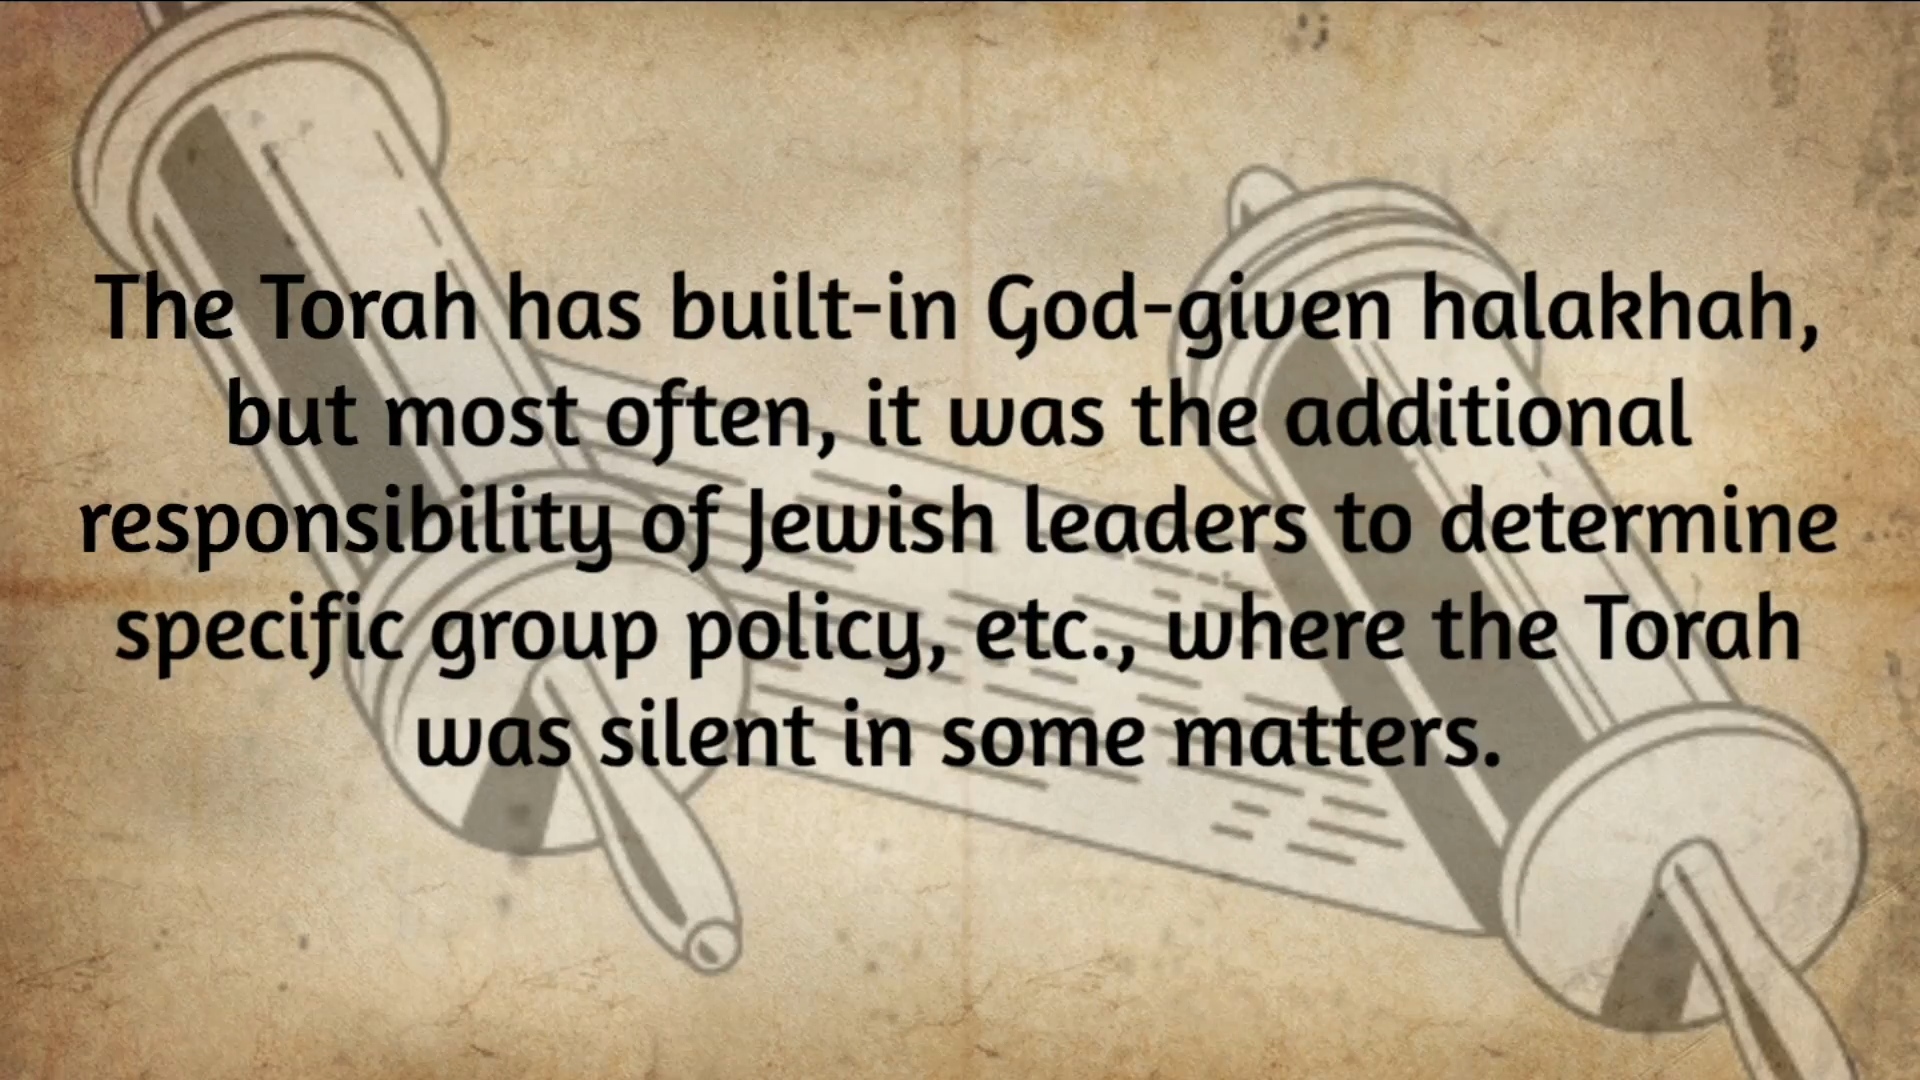 The Torah has built-in God-given halakhah,
but most often, it was the additional
responsibility of Jewish leaders to determine
specific group policy, etc., where the Torah
was silent in some matters.